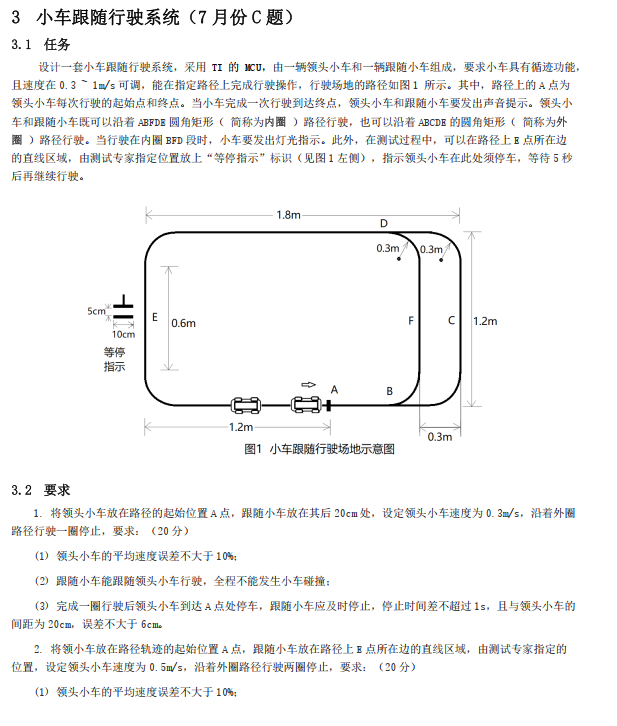 3 小车跟随行驶系统（7 月份 C 题）
3.1 任务
设计一套小车跟随行驶系统，采用 TI 的 MCU，由一辆领头小车和一辆跟随小车组成，要求小车具有循迹功能，
且速度在 0.3 ~ 1m/s 可调，能在指定路径上完成行驶操作，行驶场地的路径如图 1 所示。其中，路径上的 A 点为
领头小车每次行驶的起始点和终点。当小车完成一次行驶到达终点，领头小车和跟随小车要发出声音提示。领头小
车和跟随小车既可以沿着 ABFDE 圆角矩形（ 简称为内圈 ）路径行驶，也可以沿着 ABCDE 的圆角矩形（ 简称为外
圈 ）路径行驶。当行驶在内圈 BFD 段时，小车要发出灯光指示。此外，在测试过程中，可以在路径上 E 点所在边
的直线区域，由测试专家指定位置放上“等停指示”标识（见图 1 左侧），指示领头小车在此处须停车，等待 5 秒
后再继续行驶。
1.8m
D
0.3m
0.3m
5cm
10cm
等停
指示
E
0.6m
F
C
1.2m
A
B
1.2m
0.3m
图1 小车跟随行驶场地示意图
3.2 要求
1. 将领头小车放在路径的起始位置 A 点，跟随小车放在其后 20cm 处，设定领头小车速度为 0.3m/s，沿着外圈
路径行驶一圈停止，要求：（20 分）
(1) 领头小车的平均速度误差不大于 10%；
(2) 跟随小车能跟随领头小车行驶，全程不能发生小车碰撞；
(3) 完成一圈行驶后领头小车到达 A 点处停车，跟随小车应及时停止，停止时间差不超过 1s，且与领头小车的
间距为 20cm，误差不大于 6cm。
2. 将领小车放在路径轨迹的起始位置 A 点，跟随小车放在路径上 E 点所在边的直线区域，由测试专家指定的
位置，设定领头小车速度为 0.5m/s，沿着外圈路径行驶两圈停止，要求：（20 分）
(1) 领头小车的平均速度误差不大于 10%；